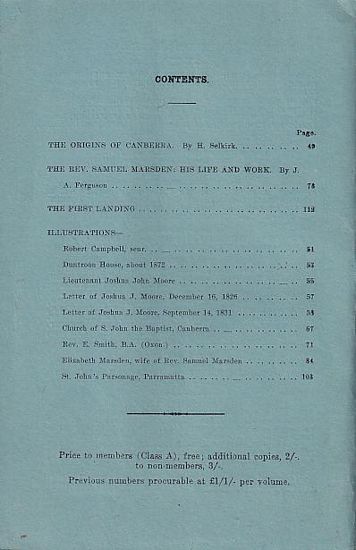 CONTENTS.
Page.
THE ORIGINS OF CANBERRA. By H. Selkirk. .. .. .. .. .. 49
THE REV. SAMUEL MARSDEN: HIS LIFE AND WORK. By J.
A. Ferguson .. .. .. .. .. .. .. .. .. .. .. .. 78
THE FIRST LANDING .. .. .. .. .. .. .. .. .. .. .. 112
ILLUSTRATIONS—
Robert Campbell, senr. .. .. .. .. .. .. .. .. .. 51
Duntroon House, about 1872 .. .. .. .. .. .. .. .. 53
Lieutenant Joshua John Moore .. .. .. .. .. .. .. 55
Letter of Joshua J. Moore, December 16, 1826 .. .. .. .. 57
Letter of Joshua J. Moore, September 14, 1831 .. .. .. .. 58
Church of S. John the Baptist, Canberra .. .. .. .. .. 67
Rev. E. Smith, B.A. (Oxon.) .. .. .. .. .. .. .. .. 71
Elizabeth Marsden, wife of Rev. Samuel Marsden .. .. .. .. 84
St. John's Parsonage, Parramatta .. .. .. .. .. .. .. 103
Price to members (Class A), free; additional copies, 2/-.
to non-members, 3/-.
Previous numbers procurable at £1/1/- per volume.